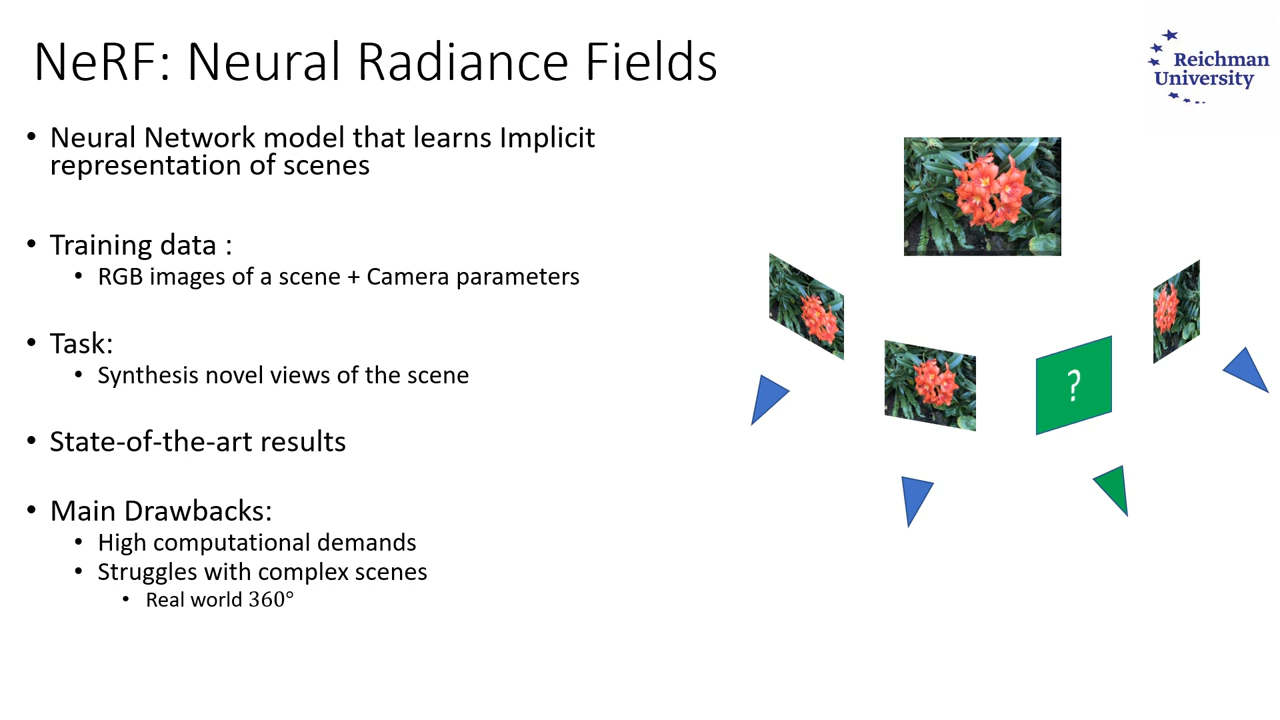 NeRF: Neural Radiance Fields
Reichman
University
• Neural Network model that learns Implicit
representation of scenes
• Training data :
• RGB images of a scene + Camera parameters
• Task:
• Synthesis novel views of the scene
• State-of-the-art results
• Main Drawbacks:
• High computational demands
• Struggles with complex scenes
• Real world 360°
?